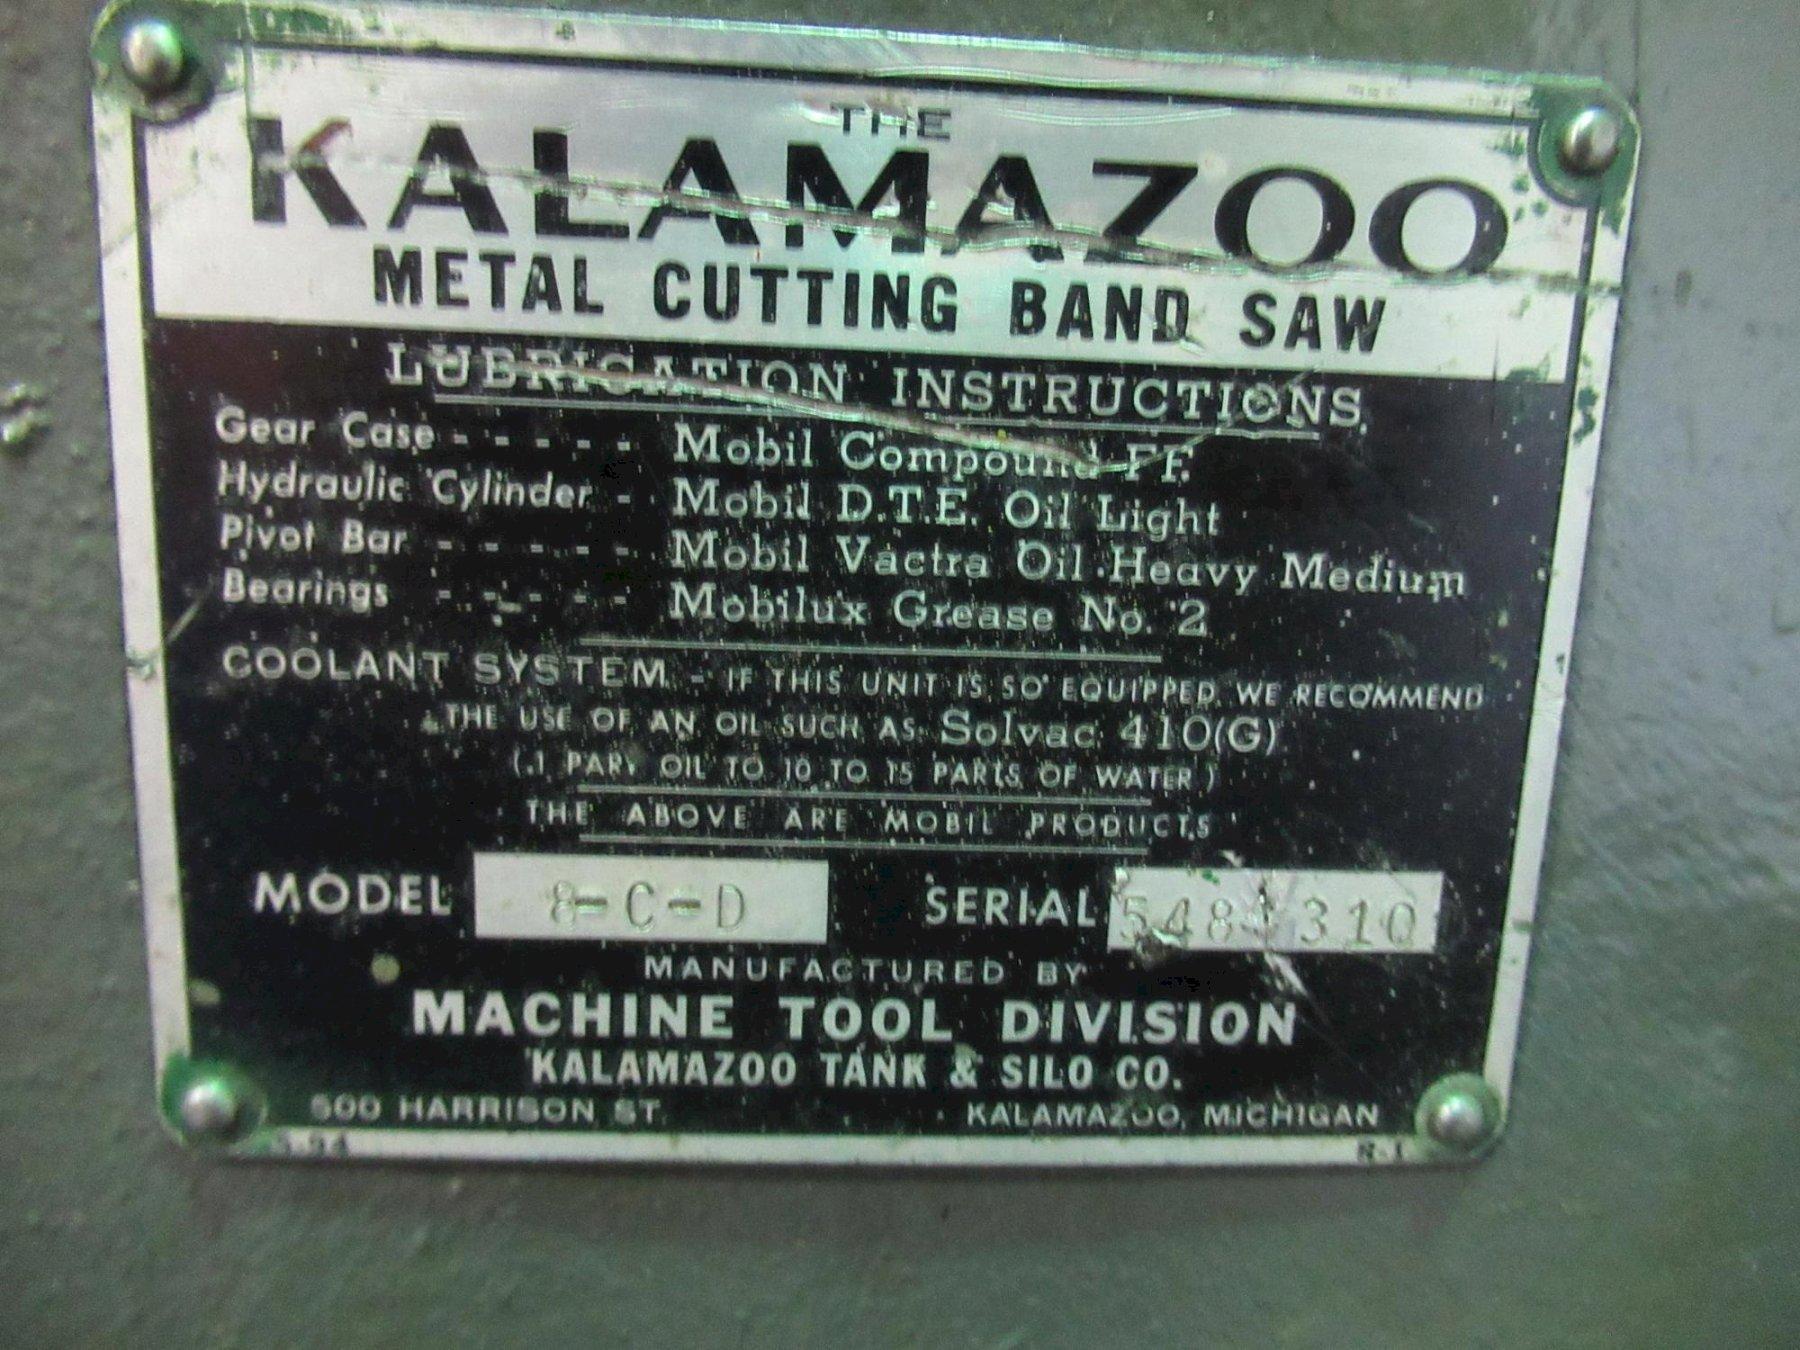 THE
KALAMAZOO
METAL CUTTING BAND SAW
LUBRICATION INSTRUCTIONS
Gear Case - - - - - Mobil Compound FF.
Hydraulic Cylinder - Mobil D.T.E. Oil Light
Pivot Bar - - - - - Mobil Vactra Oil Heavy Medium
Bearings - - - - - Mobilux Grease No. 2
COOLANT SYSTEM - IF THIS UNIT IS SO EQUIPPED WE RECOMMEND
THE USE OF AN OIL SUCH AS Solvac 410(G)
(1 PART OIL TO 10 TO 15 PARTS OF WATER)
THE ABOVE ARE MOBIL PRODUCTS
MODEL 8-C-D SERIAL
MANUFACTURED BY
MACHINE TOOL DIVISION
KALAMAZOO TANK & SILO CO.
500 HARRISON ST. KALAMAZOO, MICHIGAN